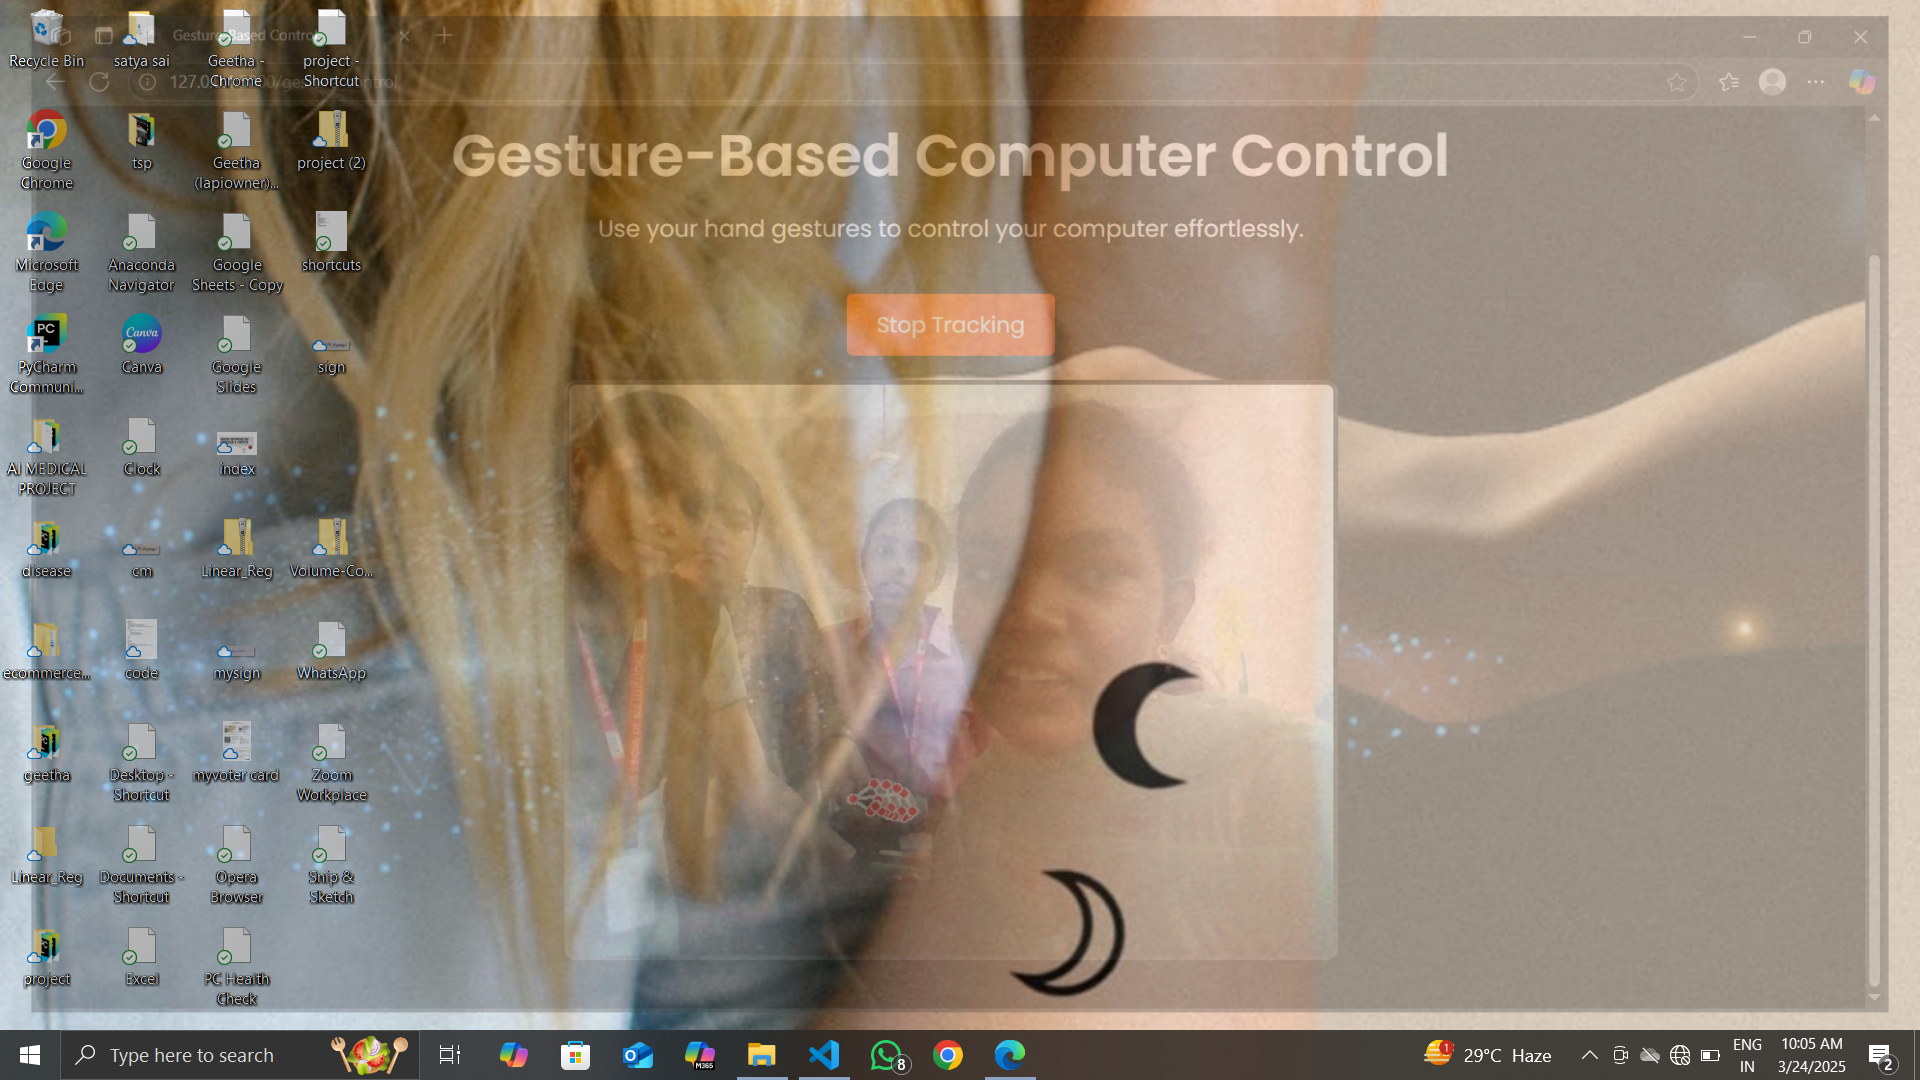 Gesture-Based Control
Gesture-Based Computer Control
Use your hand gestures to control your computer effortlessly.
Stop Tracking
Recycle Bin
satya sai
Geetha -
Chrome
project -
Shortcut
Google
Chrome
tsp
Geetha
(lapiowner)...
project (2)
Microsoft
Edge
Anaconda
Navigator
Google
Sheets - Copy
shortcuts
PC
PyCharm
Communi...
Canva
Canva
Google
Slides
sign
AI MEDICAL
PROJECT
Clock
index
disease
cm
Linear_Reg
Volume-Co...
ecommerce...
code
mysign
WhatsApp
geetha
Desktop -
Shortcut
myvoter card
Zoom
Workplace
Linear_Reg
Documents -
Shortcut
Opera
Browser
Snip &
Sketch
project
Excel
PC Health
Check
Type here to search
M365
8
1
29°C Haze
ENG
IN
10:05 AM
3/24/2025
2